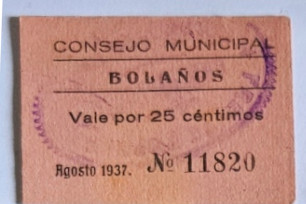 CONSEJO MUNICIPAL
BOLAÑOS
Vale por 25 céntimos
Agosto 1937. Nº 11820